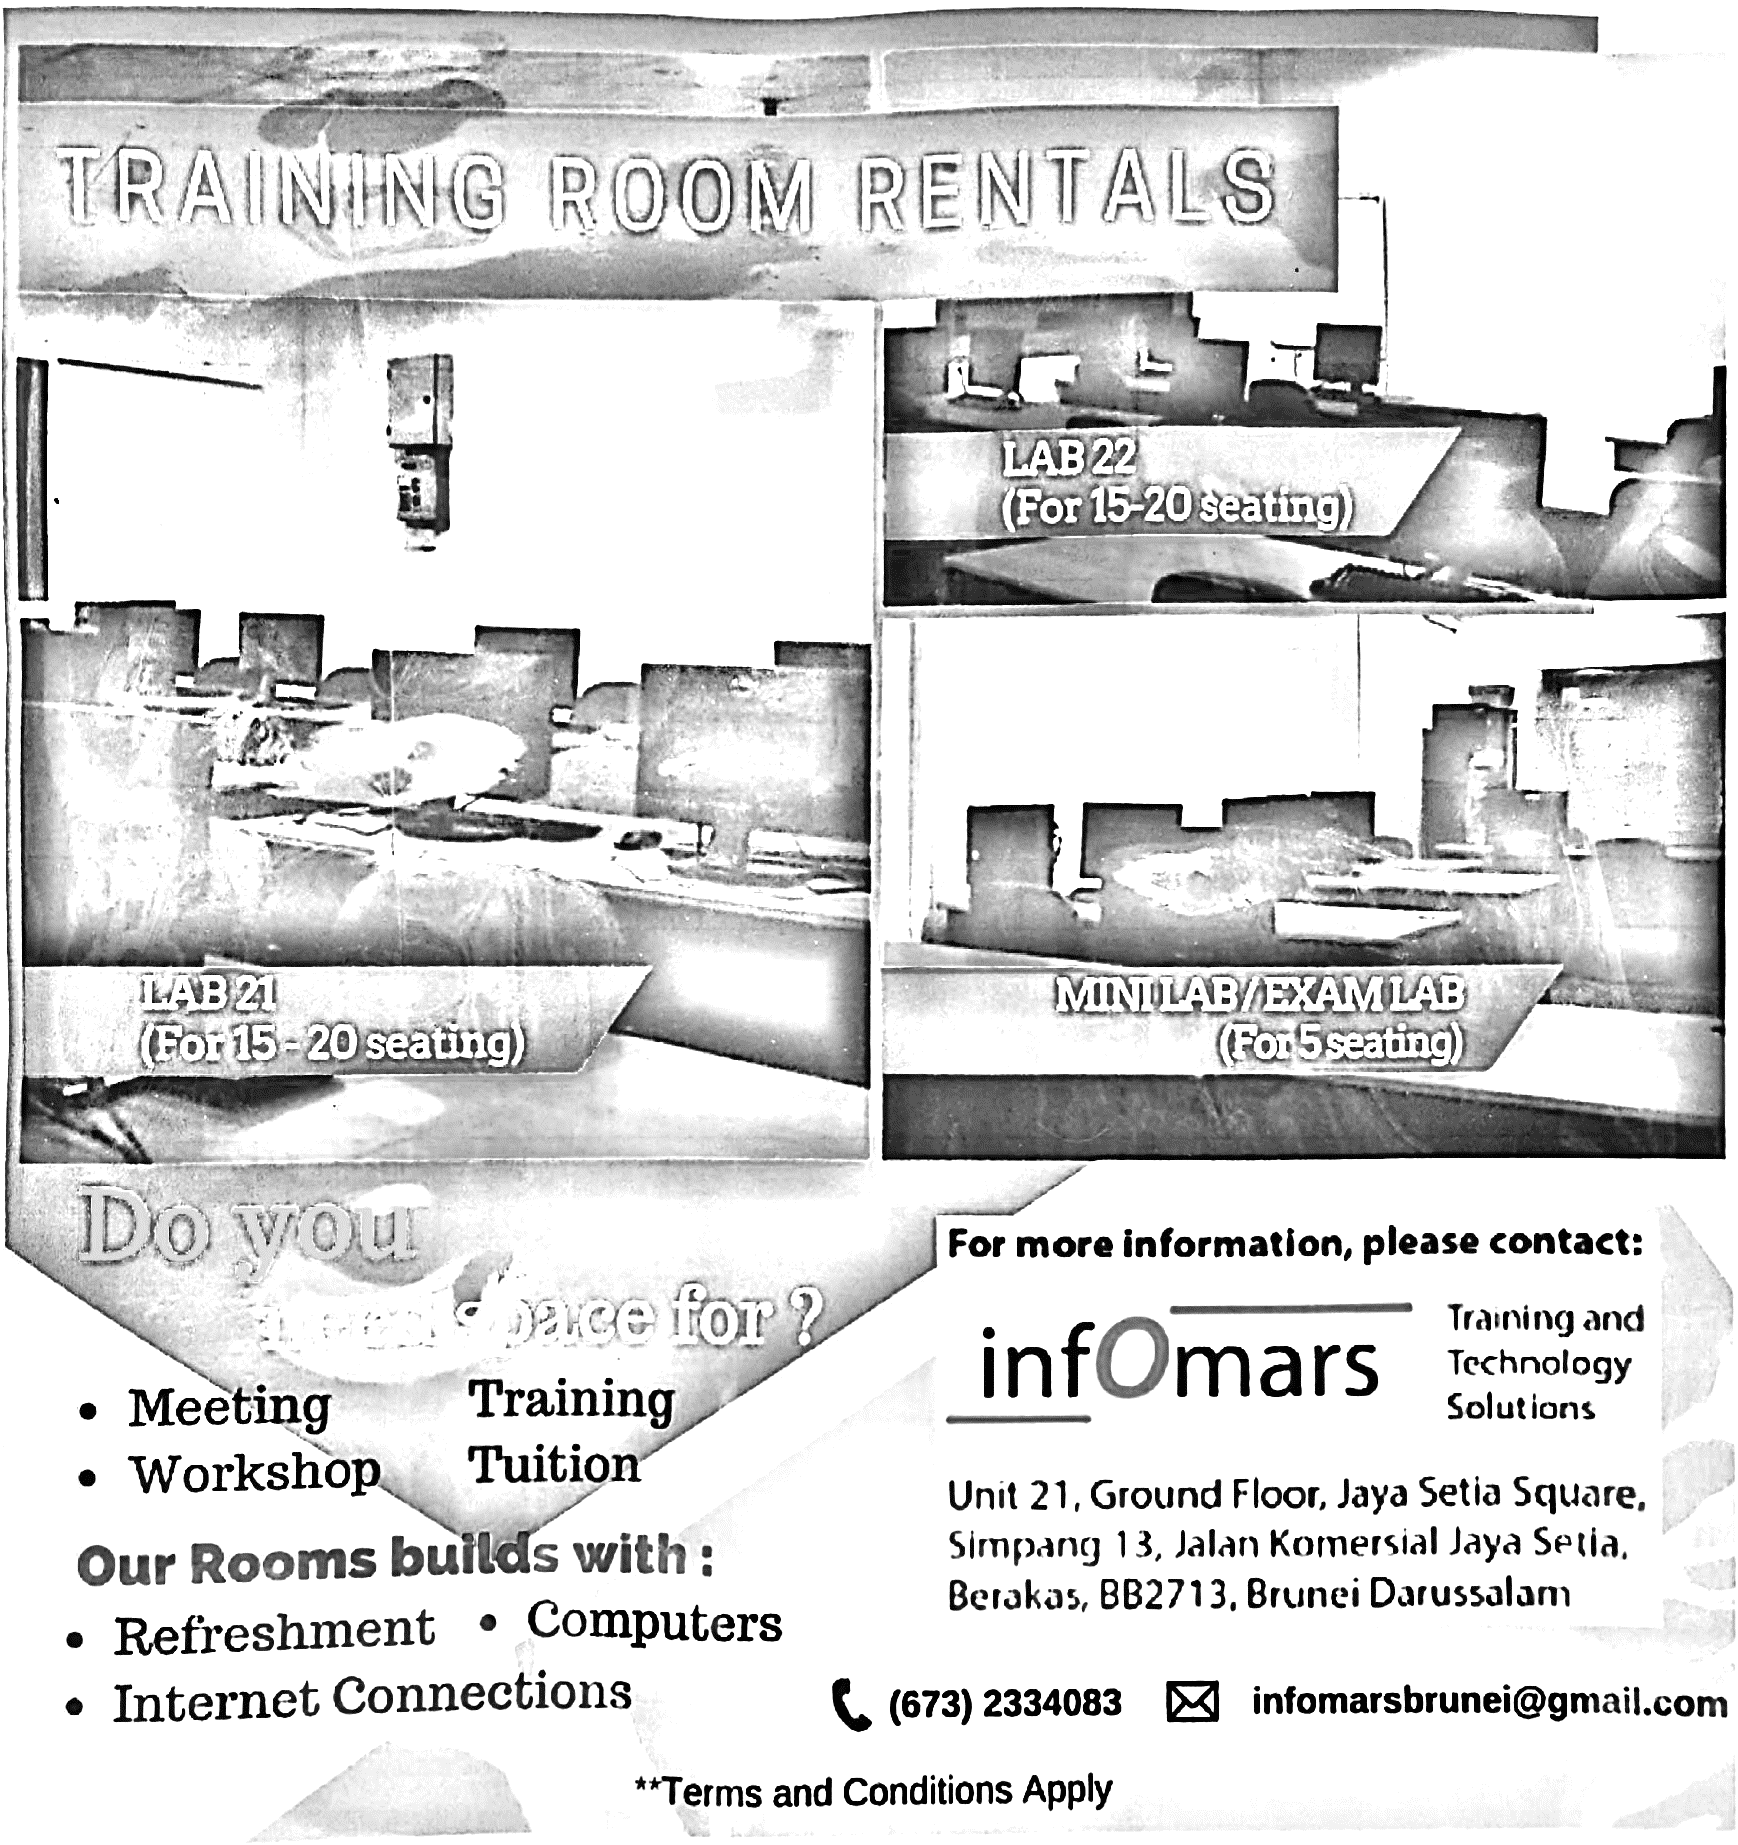 TRAINING ROOM RENTALS
LAB 22
(For 15-20 seating)
LAB 21
(For 15 - 20 seating)
MINI LAB / EXAM LAB
(For 5 seating)
Do you
need space for ?
• Meeting Training
• Workshop Tuition
Our Rooms builds with :
• Refreshment • Computers
• Internet Connections
For more information, please contact:
infOmars
Training and
Technology
Solutions
Unit 21, Ground Floor, Jaya Setia Square,
Simpang 13, Jalan Komersial Jaya Setia,
Berakas, BB2713, Brunei Darussalam
(673) 2334083 infomarsbrunei@gmail.com
**Terms and Conditions Apply